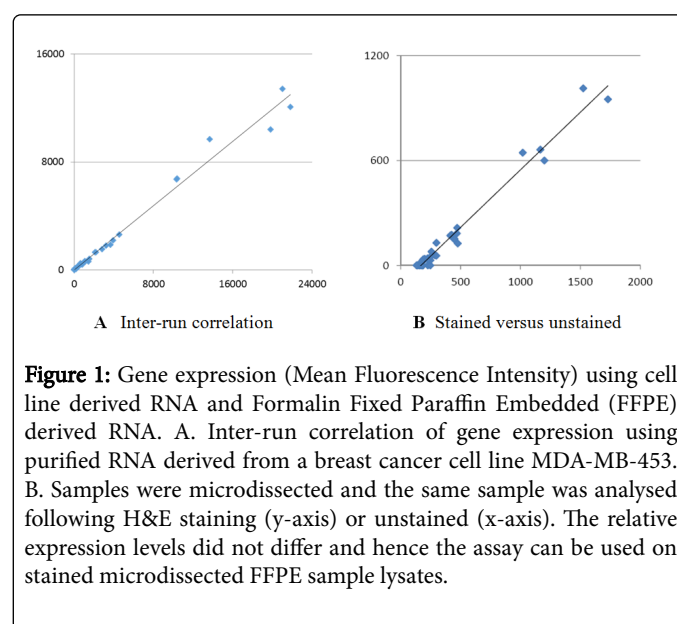 16000
8000
0
0
8000
16000
24000
A Inter-run correlation
1200
600
0
0
500
1000
1500
2000
B Stained versus unstained
Figure 1: Gene expression (Mean Fluorescence Intensity) using cell
line derived RNA and Formalin Fixed Paraffin Embedded (FFPE)
derived RNA. A. Inter-run correlation of gene expression using
purified RNA derived from a breast cancer cell line MDA-MB-453.
B. Samples were microdissected and the same sample was analysed
following H&E staining (y-axis) or unstained (x-axis). The relative
expression levels did not differ and hence the assay can be used on
stained microdissected FFPE sample lysates.